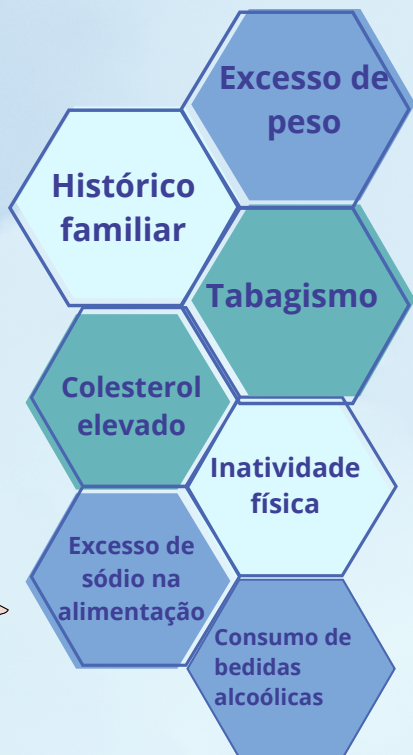 Excesso de
peso
Histórico
familiar
Tabagismo
Colesterol
elevado
Inatividade
física
Excesso de
sódio na
alimentação
Consumo de
bedidas
alcoólicas